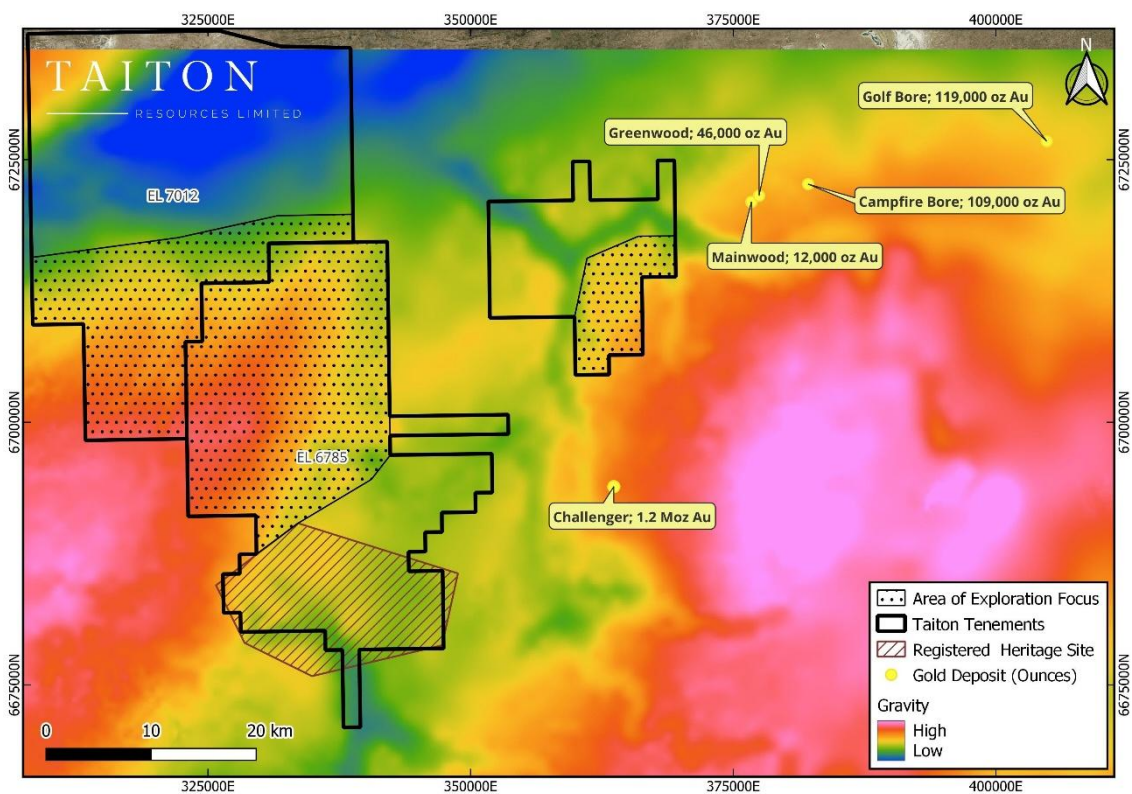 325000E 350000E 375000E 400000E
TAITON
RESOURCES LIMITED
N
Golf Bore; 119,000 oz Au
Greenwood; 46,000 oz Au
6725000N
6725000N
EL 7012
Campfire Bore; 109,000 oz Au
Mainwood; 12,000 oz Au
6700000N
6700000N
EL 6785
Challenger; 1.2 Moz Au
Area of Exploration Focus
Taiton Tenements
Registered Heritage Site
Gold Deposit (Ounces)
Gravity
High
Low
6675000N
6675000N
0 10 20 km
325000E 350000E 375000E 400000E